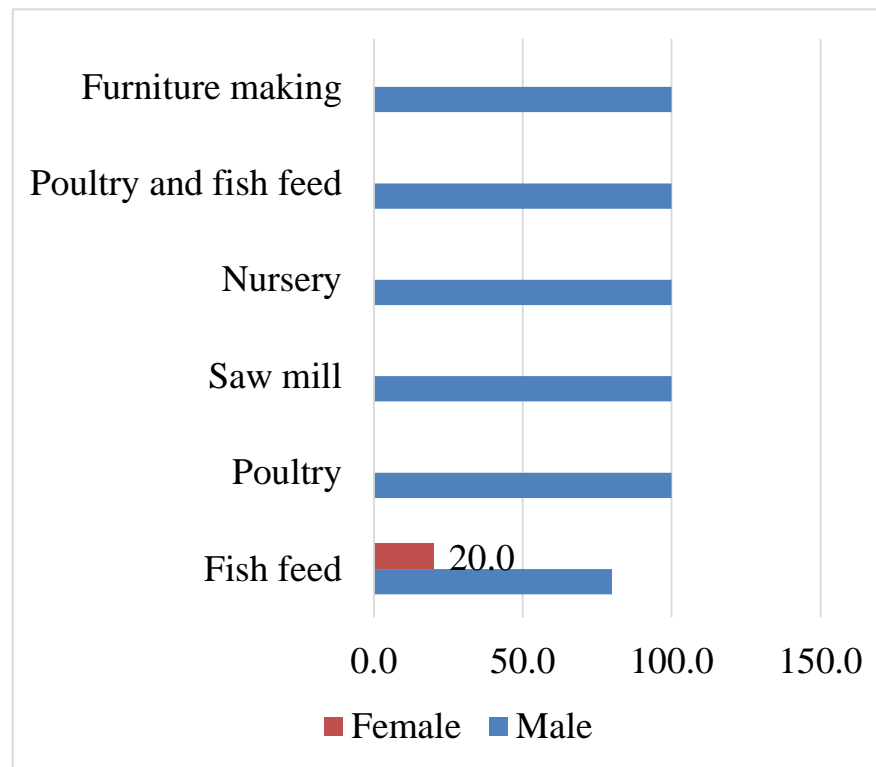 Furniture making
Poultry and fish feed
Nursery
Saw mill
Poultry
Fish feed
20.0
0.0 50.0 100.0 150.0
Female Male